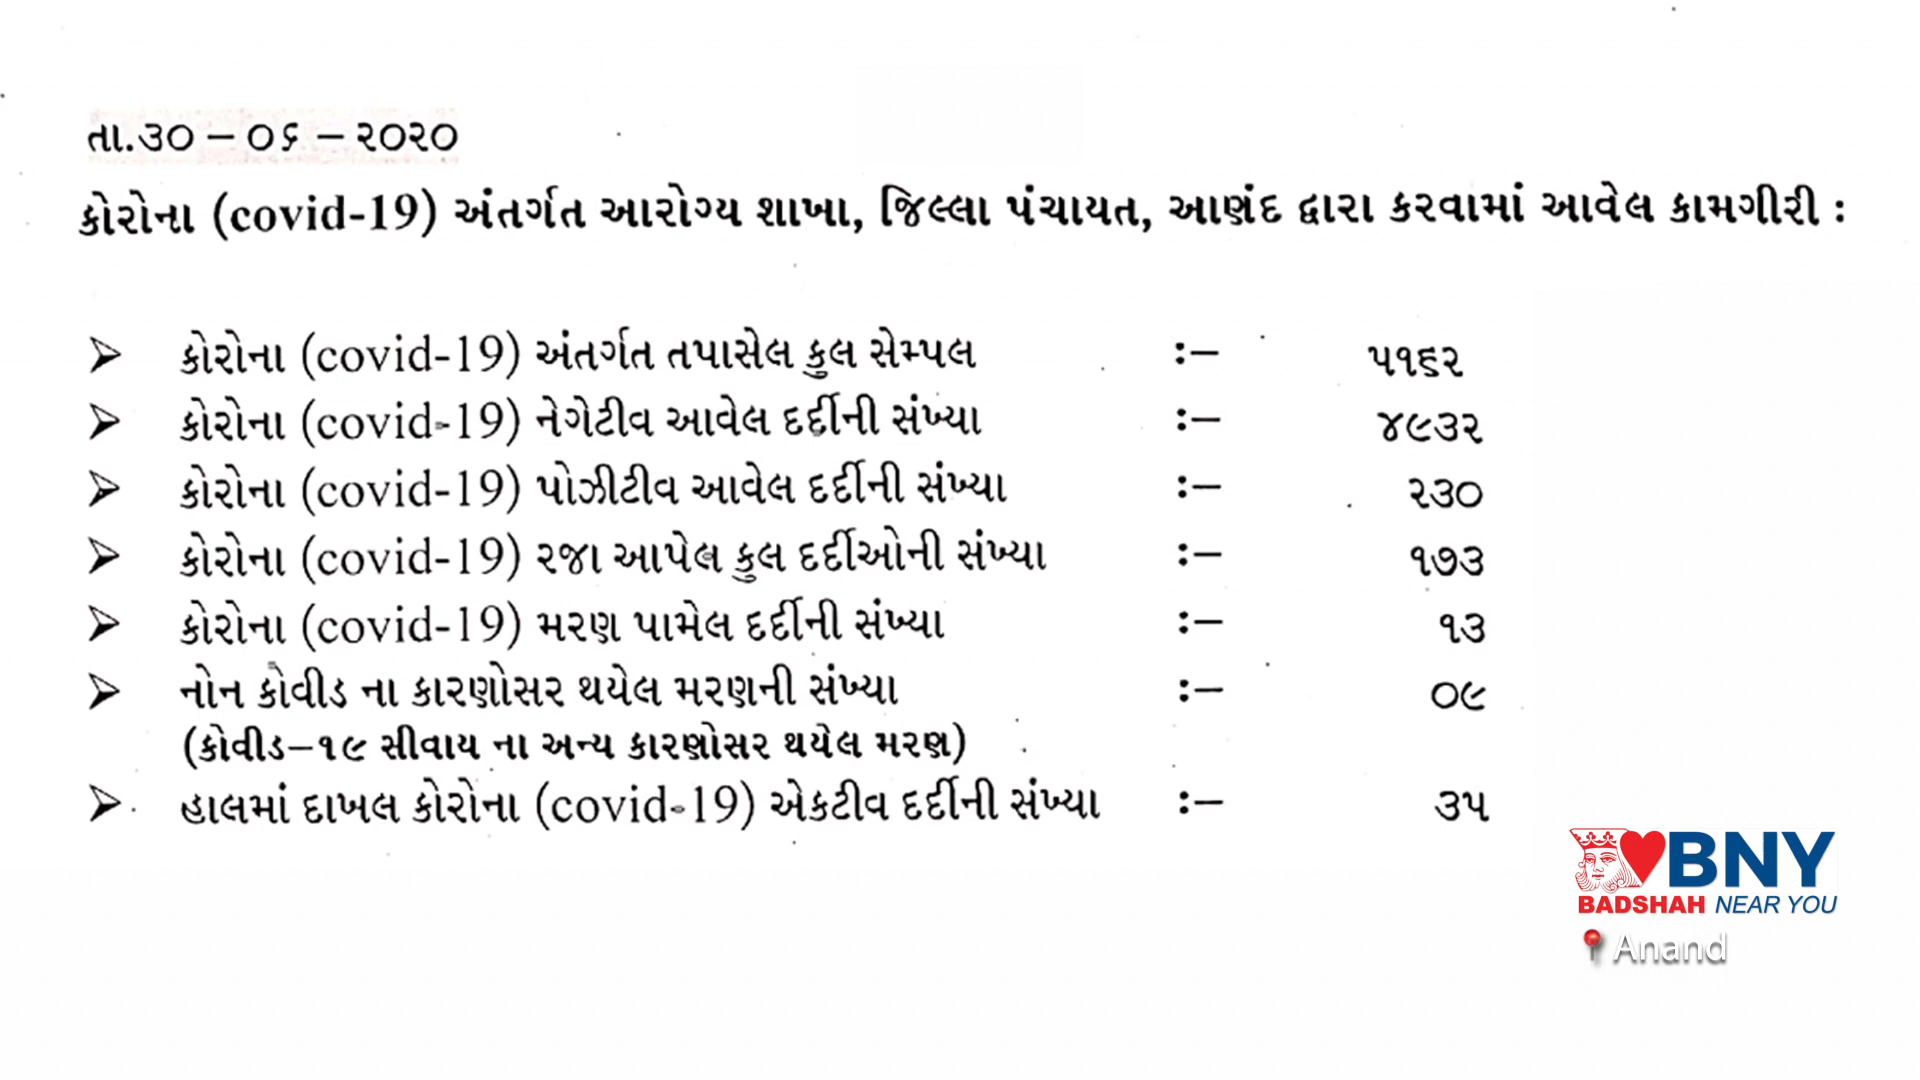 તા.૩૦ – ૦૬ – ૨૦૨૦
કોરોના (covid-19) અંતર્ગત આરોગ્ય શાખા, જિલ્લા પંચાયત, આણંદ દ્વારા કરવામાં આવેલ કામગીરી :
➢ કોરોના (covid-19) અંતર્ગત તપાસેલ કુલ સેમ્પલ :– ૫૧૬૨
➢ કોરોના (covid-19) નેગેટીવ આવેલ દર્દીની સંખ્યા :– ૪૯૩૨
➢ કોરોના (covid-19) પોઝીટીવ આવેલ દર્દીની સંખ્યા :– ૨૩૦
➢ કોરોના (covid-19) રજા આપેલ કુલ દર્દીઓની સંખ્યા :– ૧૭૩
➢ કોરોના (covid-19) મરણ પામેલ દર્દીની સંખ્યા :– ૧૩
➢ નોન કોવીડ ના કારણોસર થયેલ મરણની સંખ્યા :– ૦૯
(કોવીડ–૧૯ સીવાય ના અન્ય કારણોસર થયેલ મરણ)
➢ હાલમાં દાખલ કોરોના (covid-19) એકટીવ દર્દીની સંખ્યા :– ૩૫
BNY
BADSHAH NEAR YOU
Anand